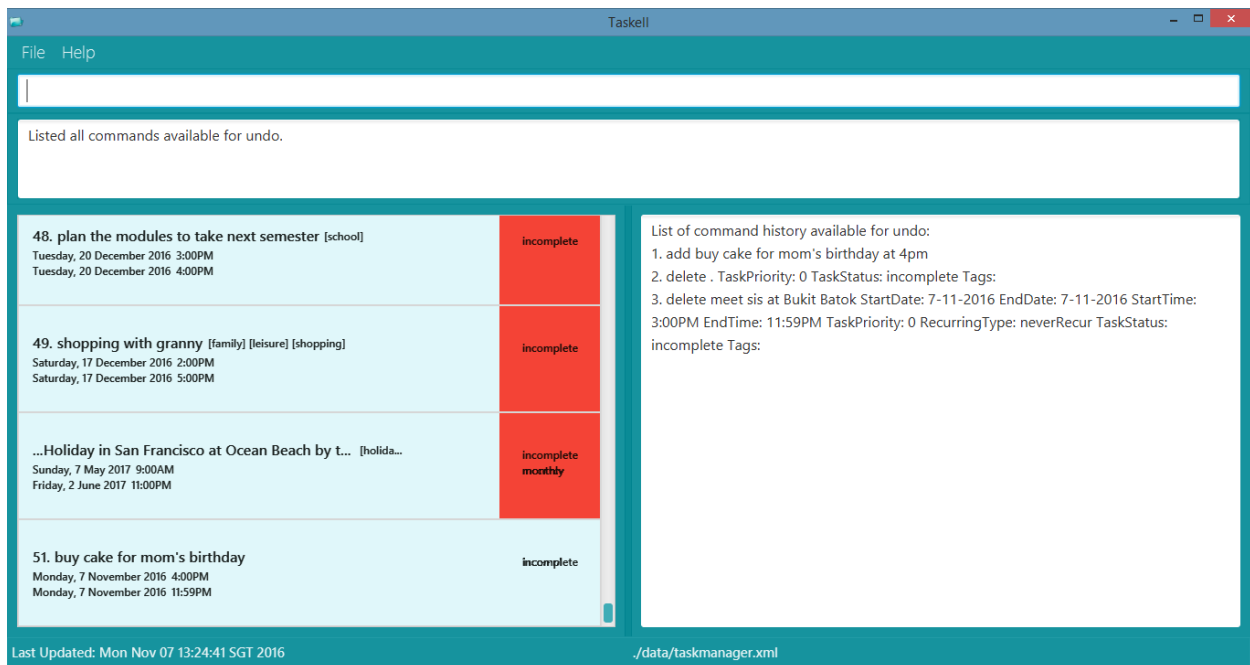 Taskell
File Help
Listed all commands available for undo.
48. plan the modules to take next semester [school]
incomplete
Tuesday, 20 December 2016 3:00PM
Tuesday, 20 December 2016 4:00PM
49. shopping with granny [family] [leisure] [shopping]
incomplete
Saturday, 17 December 2016 2:00PM
Saturday, 17 December 2016 5:00PM
...Holiday in San Francisco at Ocean Beach by t... [holida...
incomplete
Sunday, 7 May 2017 9:00AM
monthly
Friday, 2 June 2017 11:00PM
51. buy cake for mom's birthday
incomplete
Monday, 7 November 2016 4:00PM
Monday, 7 November 2016 11:59PM
List of command history available for undo:
1. add buy cake for mom's birthday at 4pm
2. delete . TaskPriority: 0 TaskStatus: incomplete Tags:
3. delete meet sis at Bukit Batok StartDate: 7-11-2016 EndDate: 7-11-2016 StartTime:
3:00PM EndTime: 11:59PM TaskPriority: 0 RecurringType: neverRecur TaskStatus:
incomplete Tags:
Last Updated: Mon Nov 07 13:24:41 SGT 2016
./data/taskmanager.xml